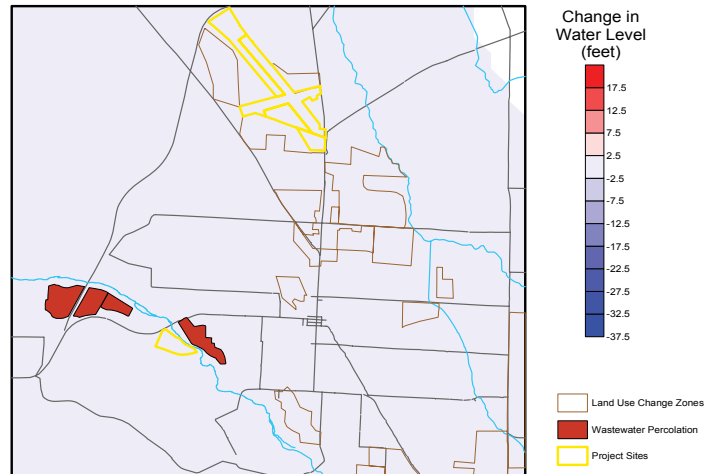 Change in
Water Level
(feet)
17.5
12.5
7.5
2.5
-2.5
-7.5
-12.5
-17.5
-22.5
-27.5
-32.5
-37.5
Land Use Change Zones
Wastewater Percolation
Project Sites